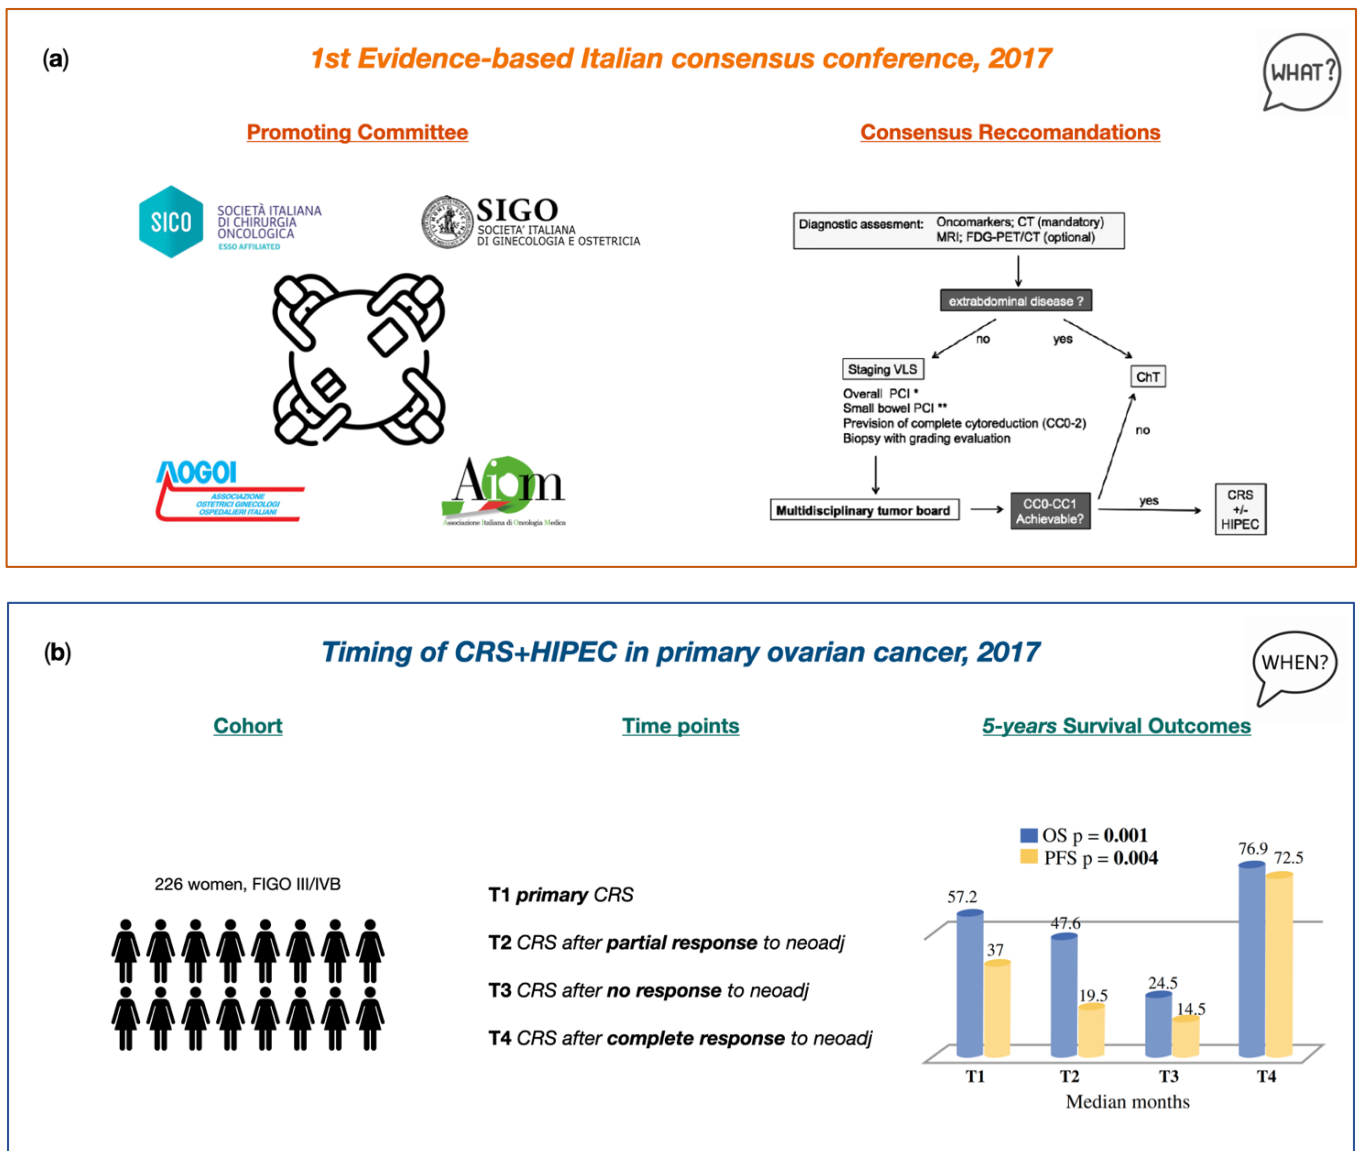 (a)
1st Evidence-based Italian consensus conference, 2017
WHAT?
Promoting Committee
Consensus Reccomandations
SICO
SOCIETÀ ITALIANA
DI CHIRURGIA
ONCOLOGICA
ESSO AFFILIATED
SIGO
SOCIETA' ITALIANA
DI GINECOLOGIA E OSTETRICIA
AOGOI
ASSOCIAZIONE
OSTETRICI GINECOLOGI
OSPEDALIERI ITALIANI
Aiom
Associazione Italiana di Oncologia Medica
Diagnostic assesment: Oncomarkers; CT (mandatory)
MRI; FDG-PET/CT (optional)
extrabdominal disease ?
no
yes
Staging VLS
ChT
Overall PCI *
Small bowel PCI **
Prevision of complete cytoreduction (CC0-2)
Biopsy with grading evaluation
no
Multidisciplinary tumor board
CC0-CC1
Achievable?
yes
CRS
+/-
HIPEC
(b)
Timing of CRS+HIPEC in primary ovarian cancer, 2017
WHEN?
Cohort
Time points
5-years Survival Outcomes
226 women, FIGO III/IVB
T1 primary CRS
T2 CRS after partial response to neoadj
T3 CRS after no response to neoadj
T4 CRS after complete response to neoadj
OS p = 0.001
PFS p = 0.004
57.2
37
47.6
19.5
24.5
14.5
76.9
72.5
T1 T2 T3 T4
Median months